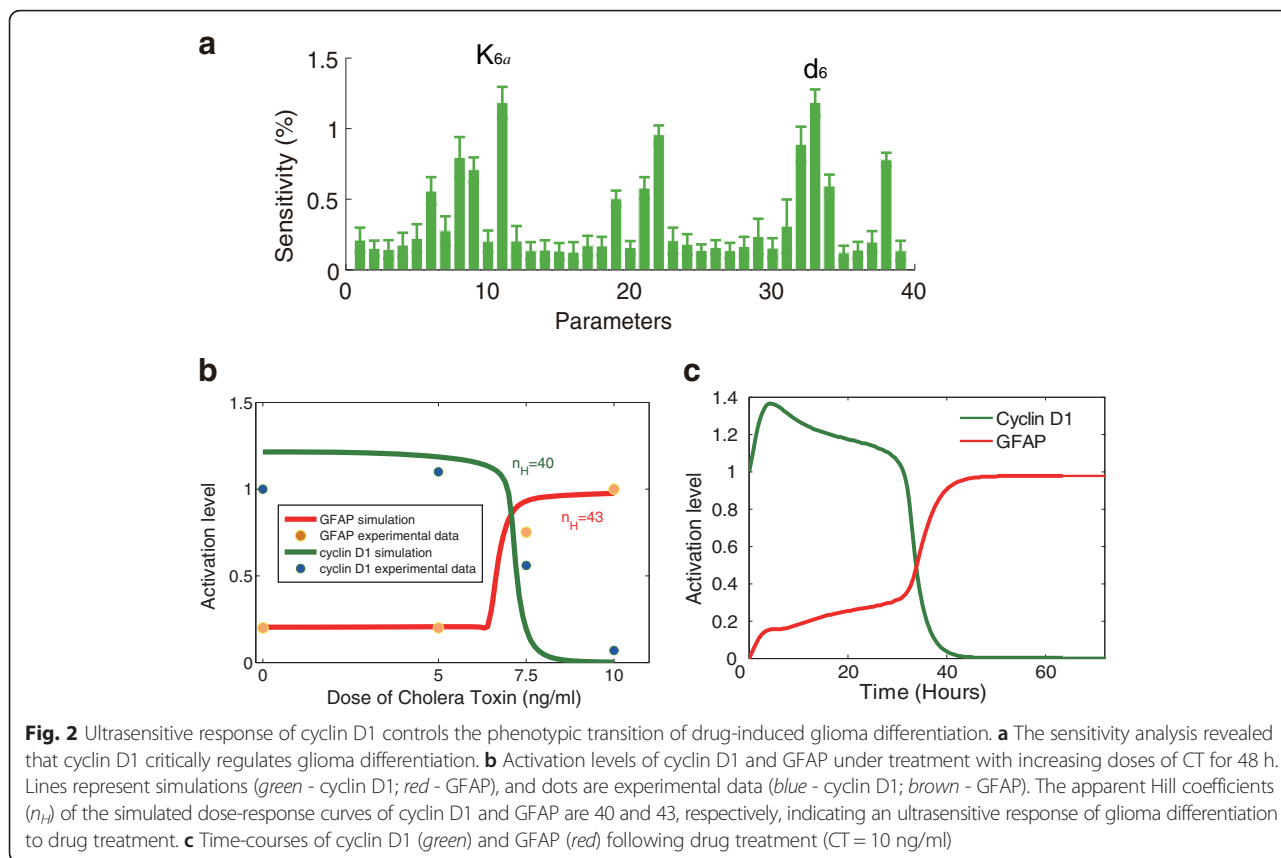 a
K6a
d6
1.5
1
0.5
0
Sensitivity (%)
0 10 20 30 40
Parameters
b
1.5
1
0.5
0
Activation level
n_H=40
n_H=43
GFAP simulation
GFAP experimental data
cyclin D1 simulation
cyclin D1 experimental data
0 5 7.5 10
Dose of Cholera Toxin (ng/ml)
c
1.4
1.2
1
0.8
0.6
0.4
0.2
0
Activation level
Cyclin D1
GFAP
0 20 40 60
Time (Hours)
Fig. 2 Ultrasensitive response of cyclin D1 controls the phenotypic transition of drug-induced glioma differentiation. a The sensitivity analysis revealed
that cyclin D1 critically regulates glioma differentiation. b Activation levels of cyclin D1 and GFAP under treatment with increasing doses of CT for 48 h.
Lines represent simulations (green - cyclin D1; red - GFAP), and dots are experimental data (blue - cyclin D1; brown - GFAP). The apparent Hill coefficients
(nH) of the simulated dose-response curves of cyclin D1 and GFAP are 40 and 43, respectively, indicating an ultrasensitive response of glioma differentiation
to drug treatment. c Time-courses of cyclin D1 (green) and GFAP (red) following drug treatment (CT = 10 ng/ml)